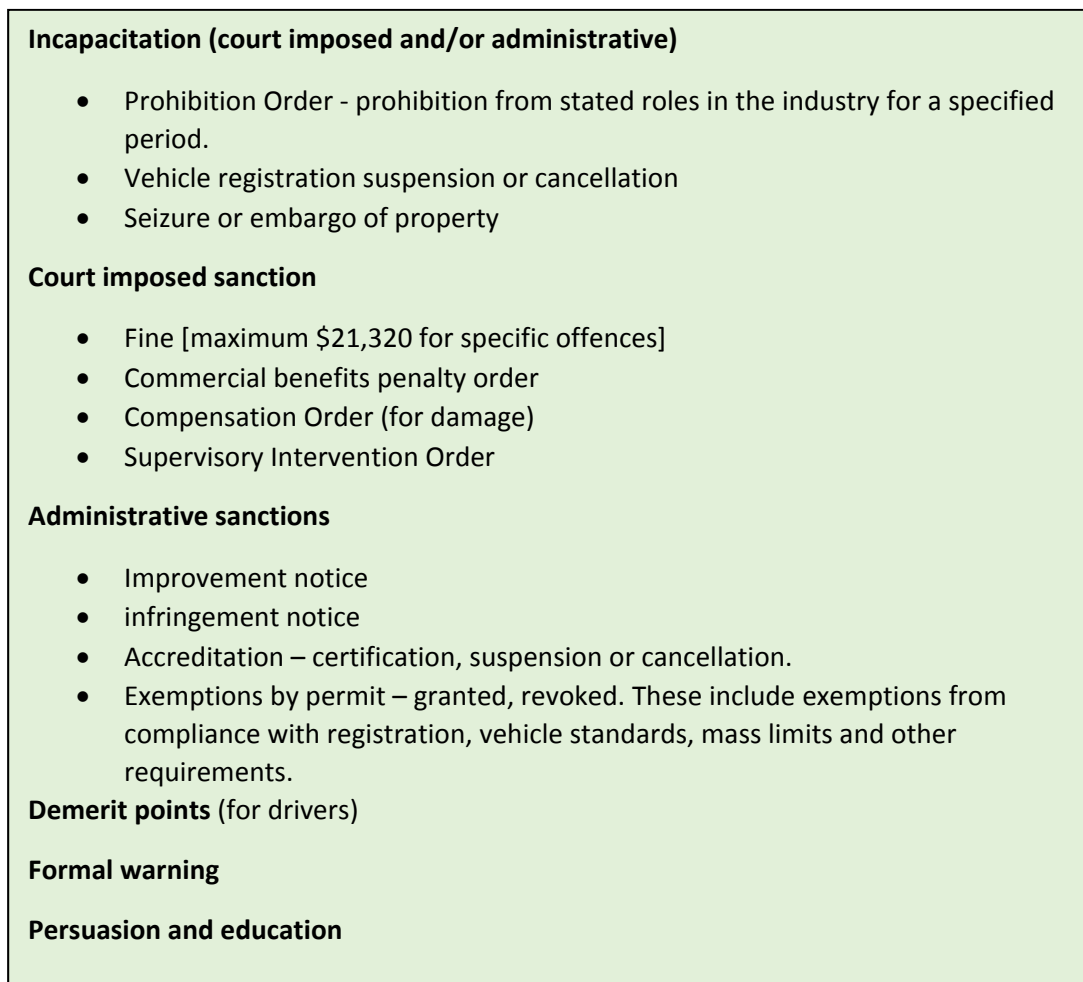 Incapacitation (court imposed and/or administrative)
• Prohibition Order - prohibition from stated roles in the industry for a specified
period.
• Vehicle registration suspension or cancellation
• Seizure or embargo of property
Court imposed sanction
• Fine [maximum $21,320 for specific offences]
• Commercial benefits penalty order
• Compensation Order (for damage)
• Supervisory Intervention Order
Administrative sanctions
• Improvement notice
• infringement notice
• Accreditation – certification, suspension or cancellation.
• Exemptions by permit – granted, revoked. These include exemptions from
compliance with registration, vehicle standards, mass limits and other
requirements.
Demerit points (for drivers)
Formal warning
Persuasion and education